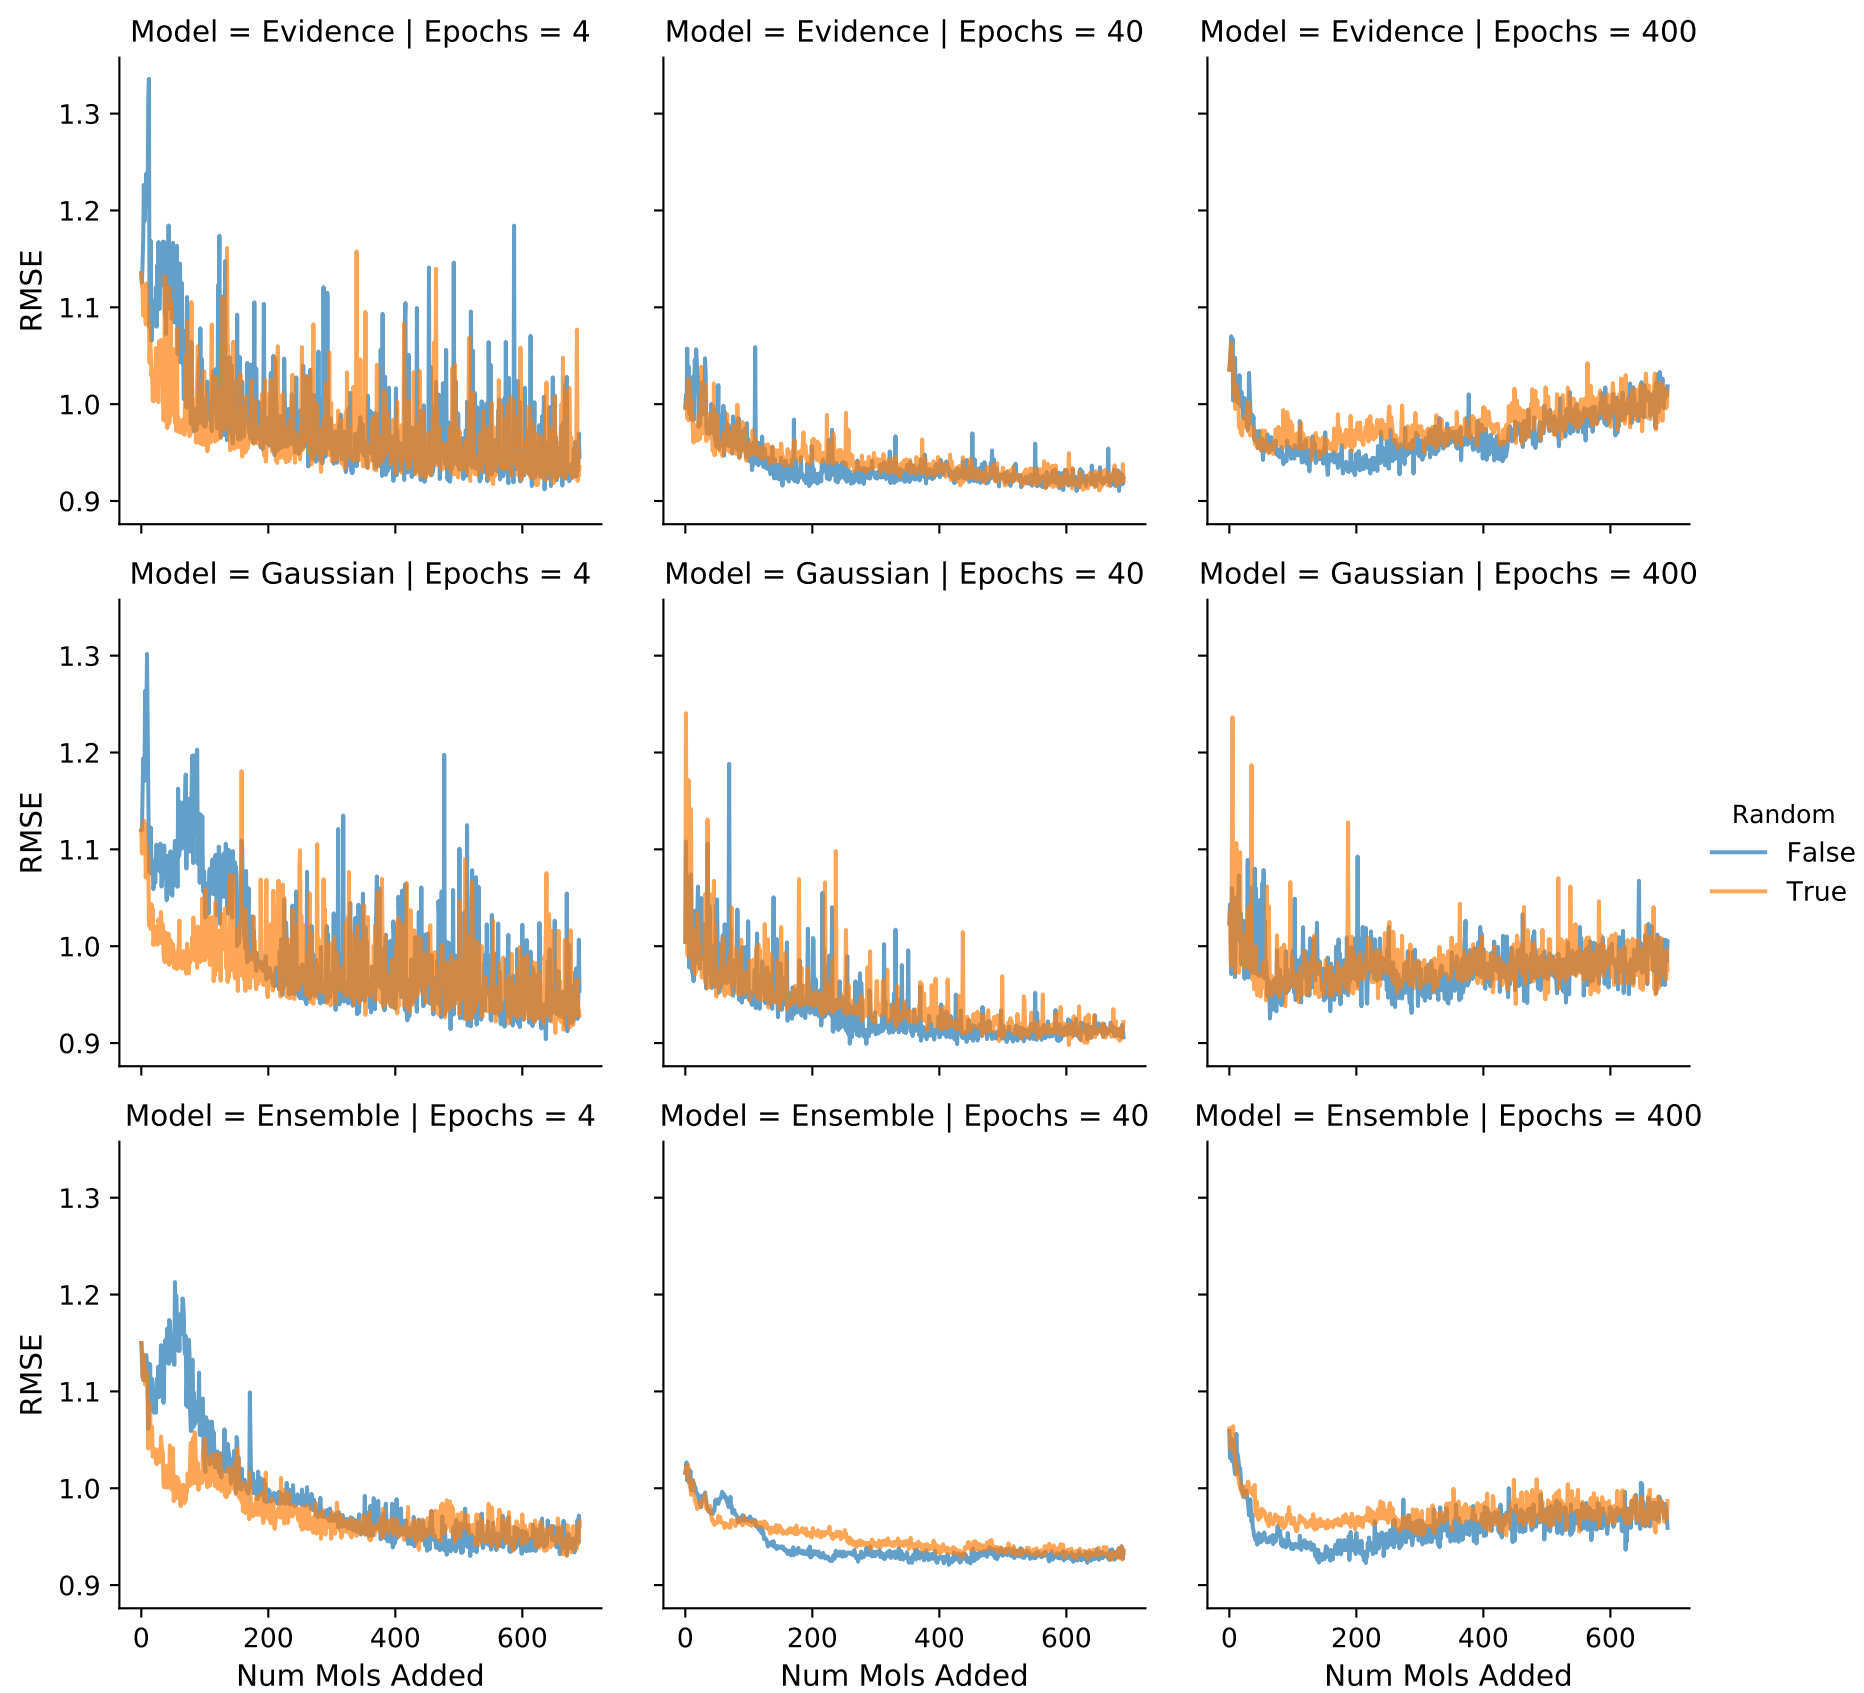 Model = Evidence | Epochs = 4
Model = Evidence | Epochs = 40
Model = Evidence | Epochs = 400
1.3
1.2
1.1
1.0
0.9
RMSE
Model = Gaussian | Epochs = 4
Model = Gaussian | Epochs = 40
Model = Gaussian | Epochs = 400
1.3
1.2
1.1
1.0
0.9
RMSE
Random
False
True
Model = Ensemble | Epochs = 4
Model = Ensemble | Epochs = 40
Model = Ensemble | Epochs = 400
1.3
1.2
1.1
1.0
0.9
RMSE
0 200 400 600
0 200 400 600
0 200 400 600
Num Mols Added
Num Mols Added
Num Mols Added